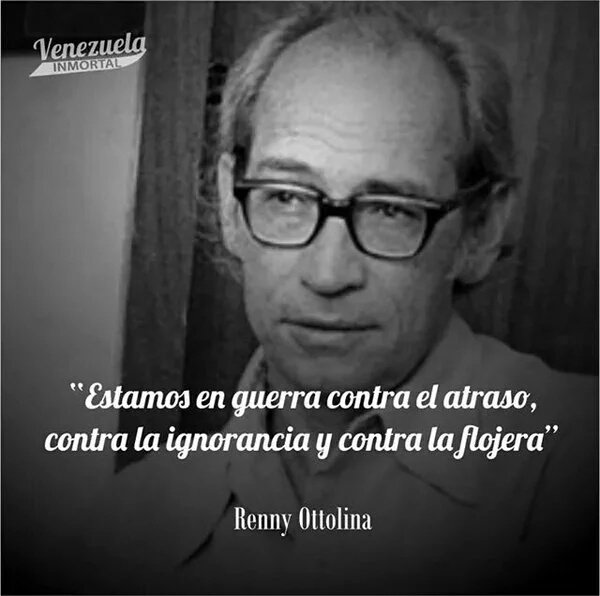 Venezuela
INMORTAL
“Estamos en guerra contra el atraso,
contra la ignorancia y contra la flojera”
Renny Ottolina